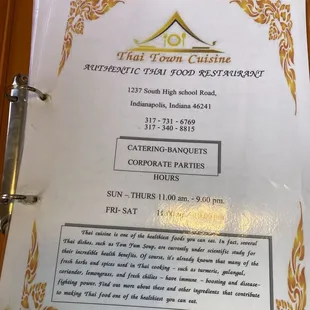 Thai Town Cuisine
AUTHENTIC THAI FOOD RESTAURANT
1237 South High school Road,
Indianapolis, Indiana 46241
317 - 731 - 6769
317 - 340 - 8815
CATERING-BANQUETS
CORPORATE PARTIES
HOURS
SUN – THURS 11.00 am. - 9.00 pm.
FRI- SAT
Thai cuisine is one of the healthiest foods you can eat. In fact, several
Thai dishes, such as Tom Yum Soup, are currently under scientific study for
their incredible health benefits. Of course, it's already known that many of the
fresh herbs and spices used in Thai cooking – such as turmeric, galangal,
coriander, lemongrass, and fresh chilies – have immune – boosting and disease-
fighting power. Find out more about these and other ingredients that contribute
to making Thai food one of the healthiest you can eat.